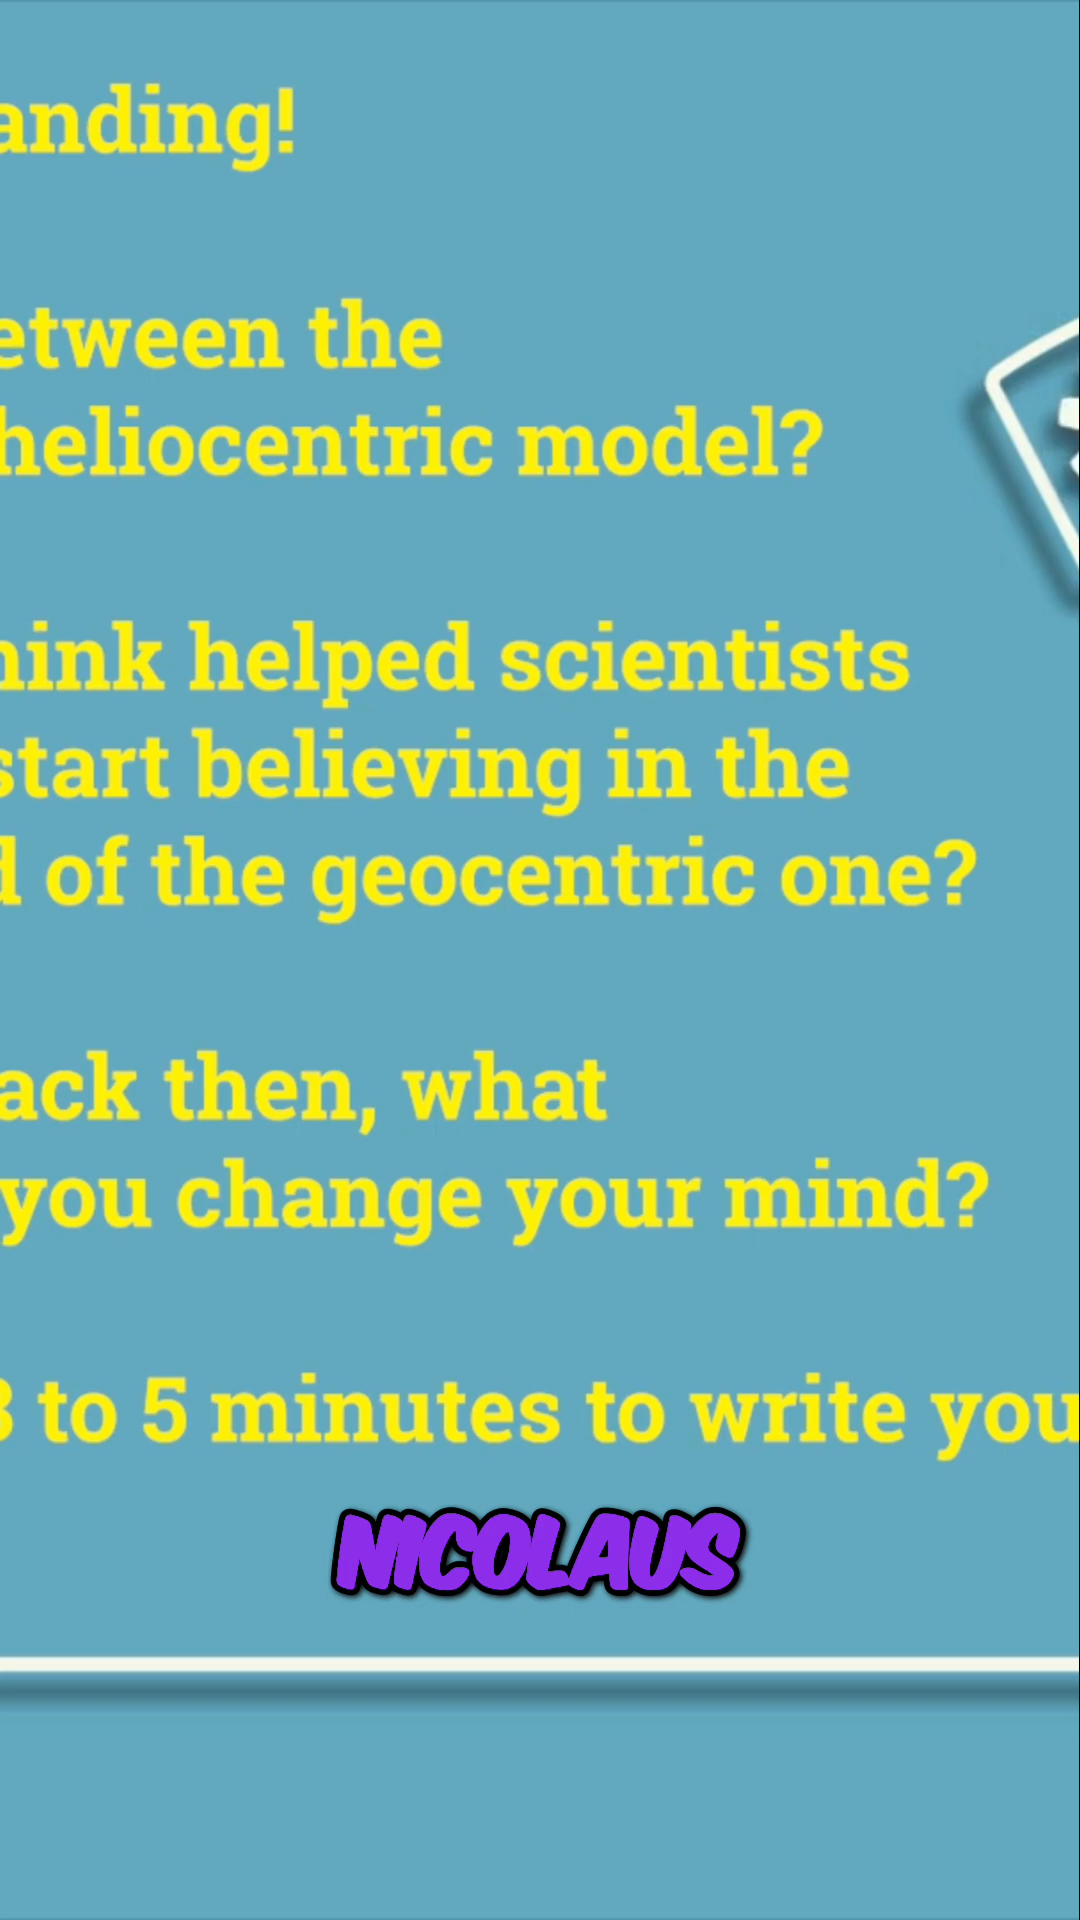 anding!
etween the
heliocentric model?
hink helped scientists
start believing in the
d of the geocentric one?
ack then, what
you change your mind?
3 to 5 minutes to write you
NICOLAUS